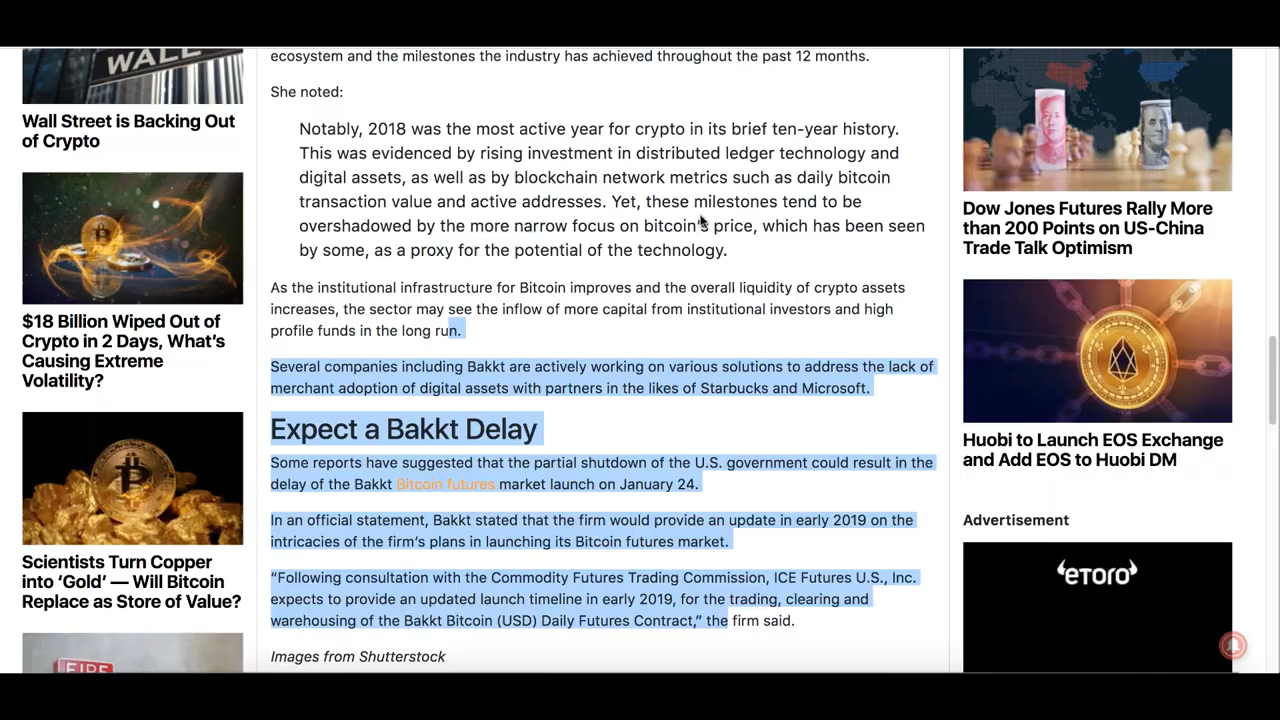 WALL
Wall Street is Backing Out
of Crypto
$18 Billion Wiped Out of
Crypto in 2 Days, What's
Causing Extreme
Volatility?
Scientists Turn Copper
into ‘Gold’ — Will Bitcoin
Replace as Store of Value?
FIRE
ecosystem and the milestones the industry has achieved throughout the past 12 months.
She noted:
Notably, 2018 was the most active year for crypto in its brief ten-year history.
This was evidenced by rising investment in distributed ledger technology and
digital assets, as well as by blockchain network metrics such as daily bitcoin
transaction value and active addresses. Yet, these milestones tend to be
overshadowed by the more narrow focus on bitcoin's price, which has been seen
by some, as a proxy for the potential of the technology.
As the institutional infrastructure for Bitcoin improves and the overall liquidity of crypto assets
increases, the sector may see the inflow of more capital from institutional investors and high
profile funds in the long run.
Several companies including Bakkt are actively working on various solutions to address the lack of
merchant adoption of digital assets with partners in the likes of Starbucks and Microsoft.
Expect a Bakkt Delay
Some reports have suggested that the partial shutdown of the U.S. government could result in the
delay of the Bakkt Bitcoin futures market launch on January 24.
In an official statement, Bakkt stated that the firm would provide an update in early 2019 on the
intricacies of the firm’s plans in launching its Bitcoin futures market.
“Following consultation with the Commodity Futures Trading Commission, ICE Futures U.S., Inc.
expects to provide an updated launch timeline in early 2019, for the trading, clearing and
warehousing of the Bakkt Bitcoin (USD) Daily Futures Contract,” the firm said.
Images from Shutterstock
Dow Jones Futures Rally More
than 200 Points on US-China
Trade Talk Optimism
Huobi to Launch EOS Exchange
and Add EOS to Huobi DM
Advertisement
eToro